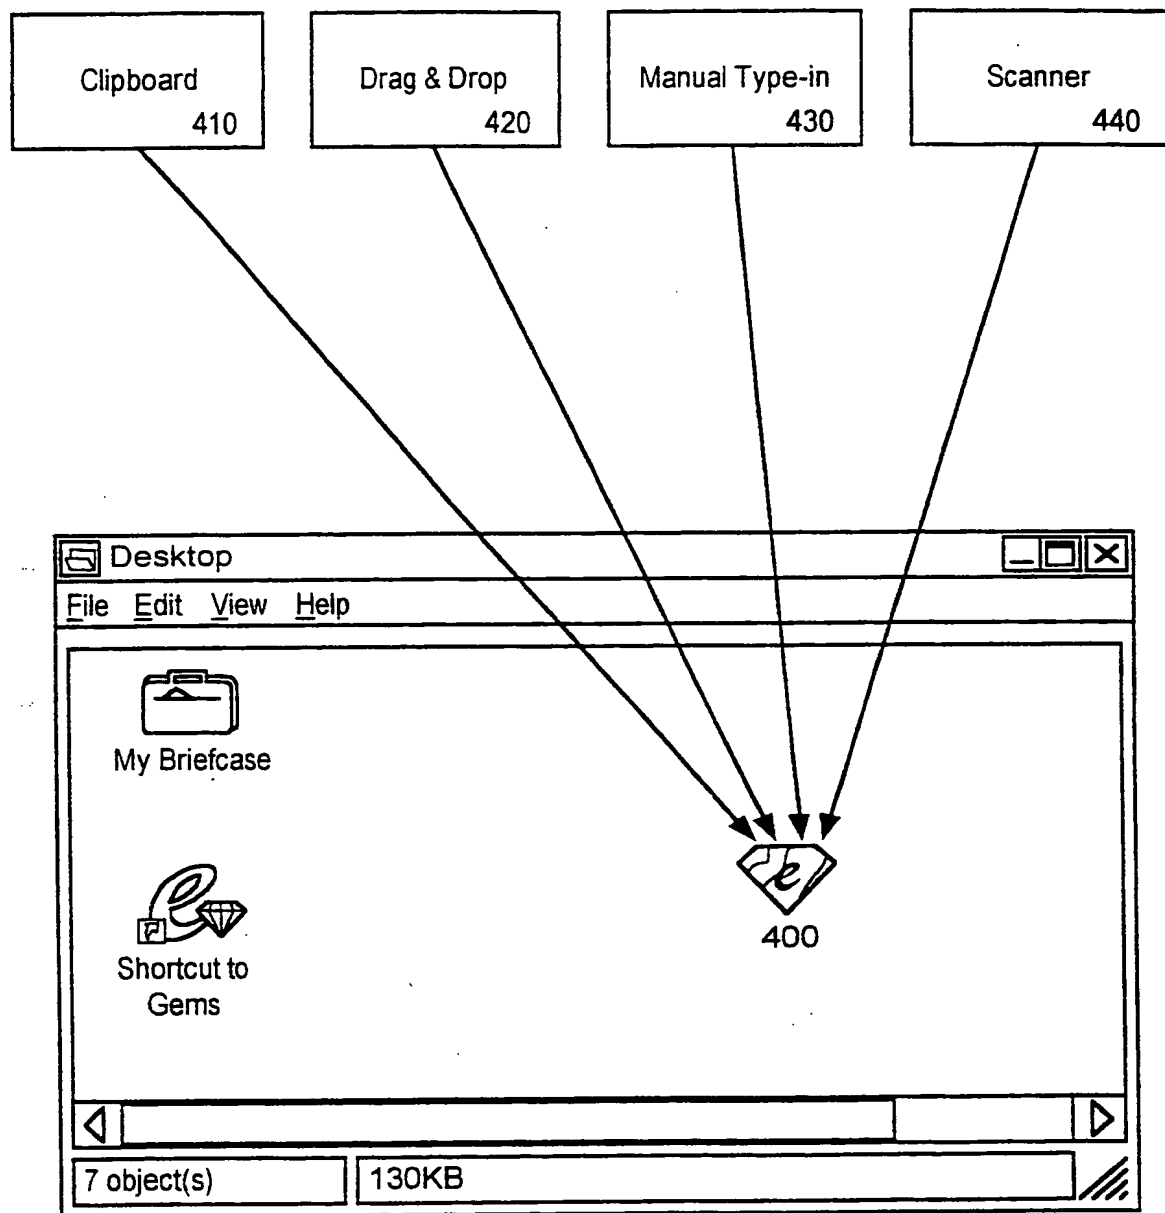 Clipboard
410
Drag & Drop
420
Manual Type-in
430
Scanner
440
Desktop
File Edit View Help
My Briefcase
e
400
e
Shortcut to
Gems
7 object(s)
130KB